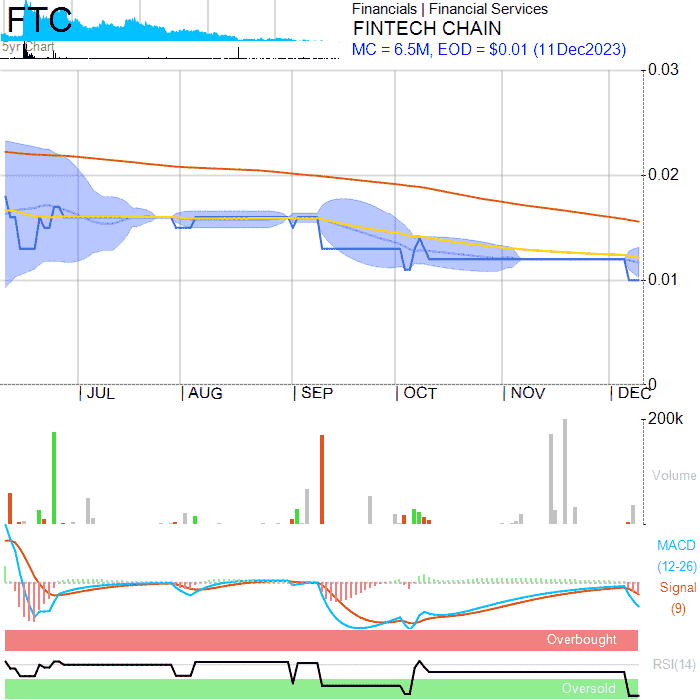 FTC
5yr Chart
Financials | Financial Services
FINTECH CHAIN
MC = 6.5M, EOD = $0.01 (11Dec2023)
0.03
0.02
0.01
0
| JUL | AUG | SEP | OCT | NOV | DEC
200k
Volume
MACD
(12-26)
Signal
(9)
Overbought
RSI(14)
Oversold